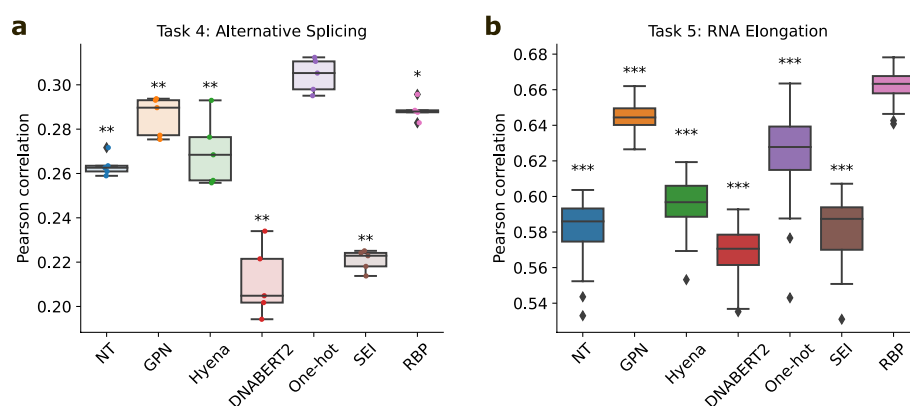 a
Task 4: Alternative Splicing
Pearson correlation
0.30
0.28
0.26
0.24
0.22
0.20
**
**
**
**
**
*
NT
GPN
Hyena
DNABERT2
One-hot
SEI
RBP
b
Task 5: RNA Elongation
Pearson correlation
0.68
0.66
0.64
0.62
0.60
0.58
0.56
0.54
***
***
***
***
***
***
NT
GPN
Hyena
DNABERT2
One-hot
SEI
RBP